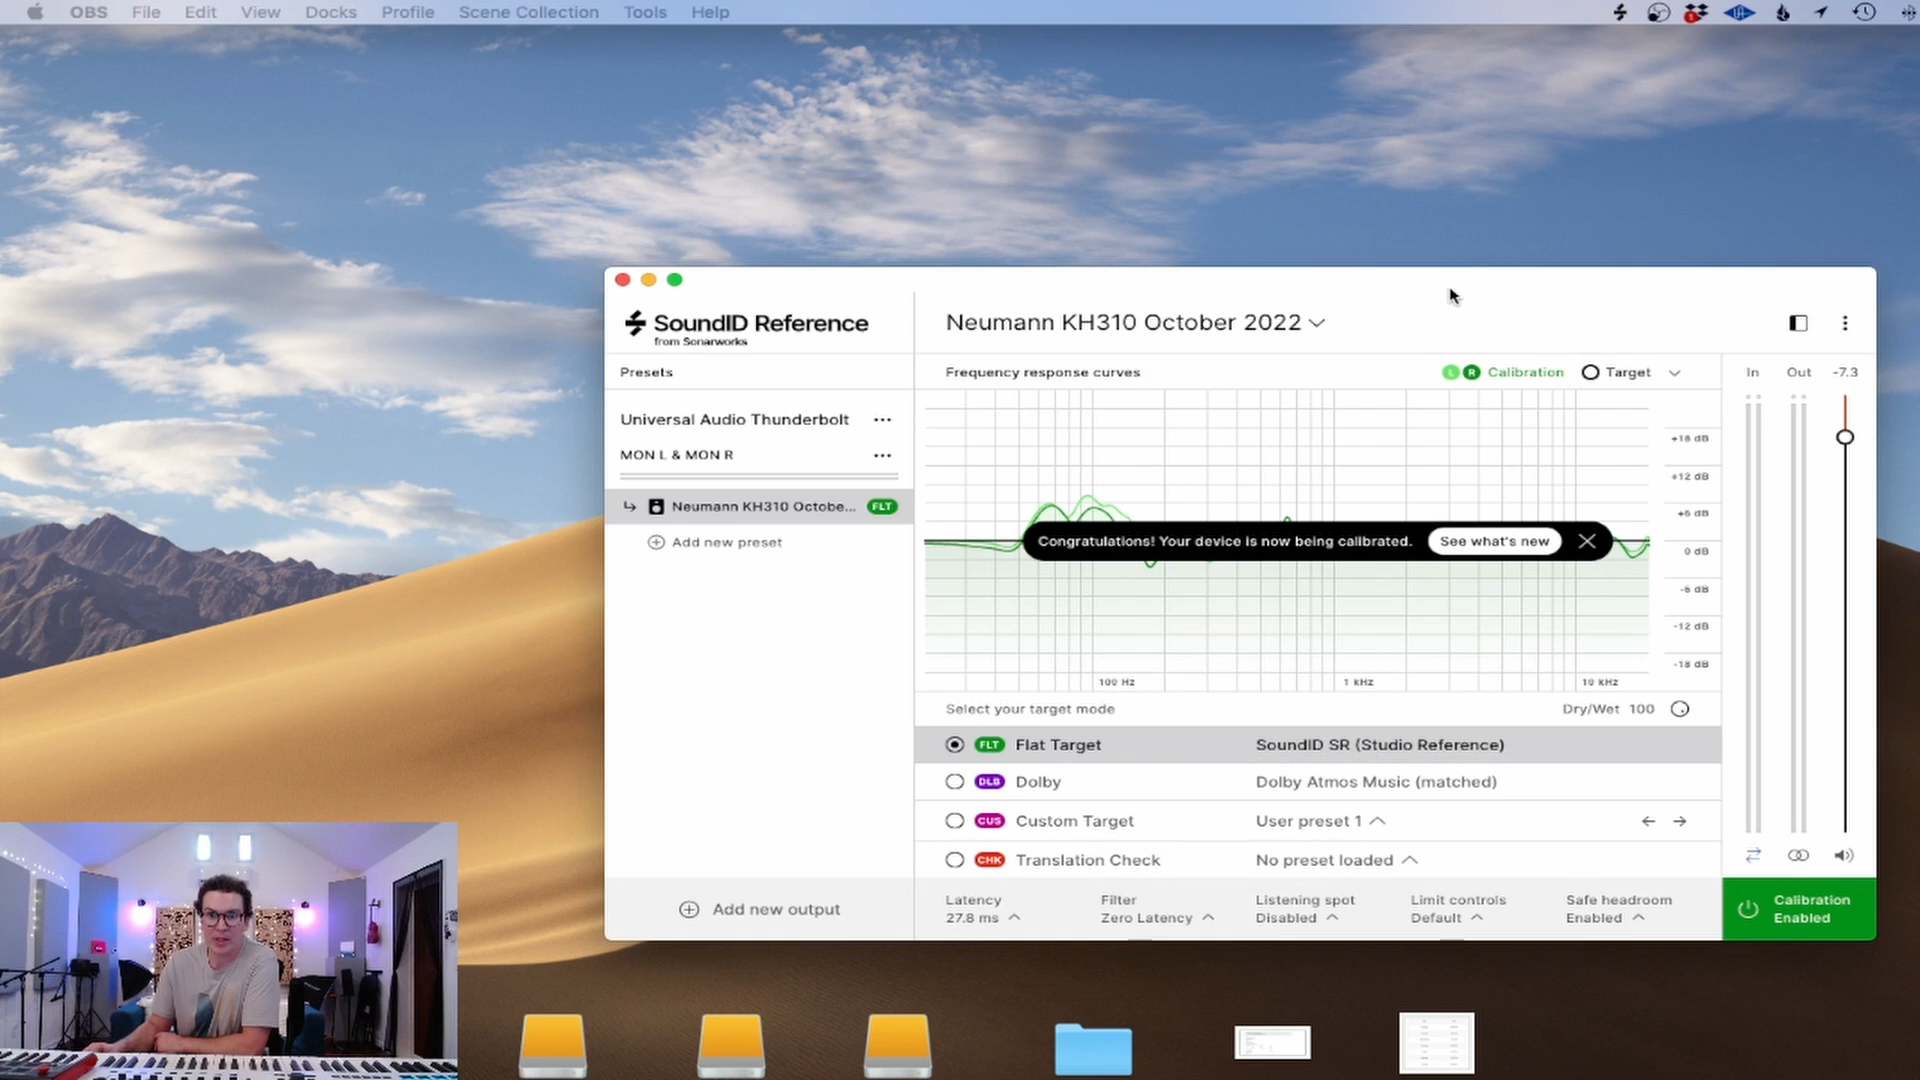 OBS File Edit View Docks Profile Scene Collection Tools Help
SoundID Reference
from Sonarworks
Neumann KH310 October 2022
Presets
Frequency response curves
L R Calibration Target
In Out -7.3
Universal Audio Thunderbolt ...
MON L & MON R ...
Neumann KH310 Octobe... FLT
Add new preset
Congratulations! Your device is now being calibrated. See what's new
+18 dB
+12 dB
+6 dB
0 dB
-6 dB
-12 dB
-18 dB
100 Hz 1 kHz 10 kHz
Select your target mode Dry/Wet 100
FLT Flat Target SoundID SR (Studio Reference)
DLB Dolby Dolby Atmos Music (matched)
CUS Custom Target User preset 1
CHK Translation Check No preset loaded
Add new output
Latency
27.8 ms
Filter
Zero Latency
Listening spot
Disabled
Limit controls
Default
Safe headroom
Enabled
Calibration
Enabled